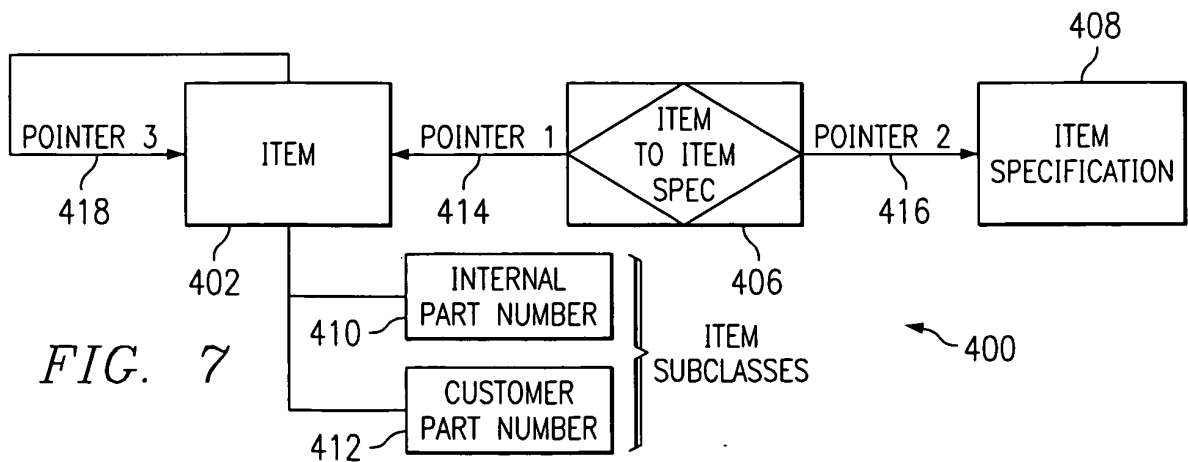 408
POINTER 3
ITEM
POINTER 1
ITEM
TO ITEM
SPEC
POINTER 2
ITEM
SPECIFICATION
418
414
416
402
406
INTERNAL
PART NUMBER
410
ITEM
SUBCLASSES
400
FIG. 7
CUSTOMER
PART NUMBER
412